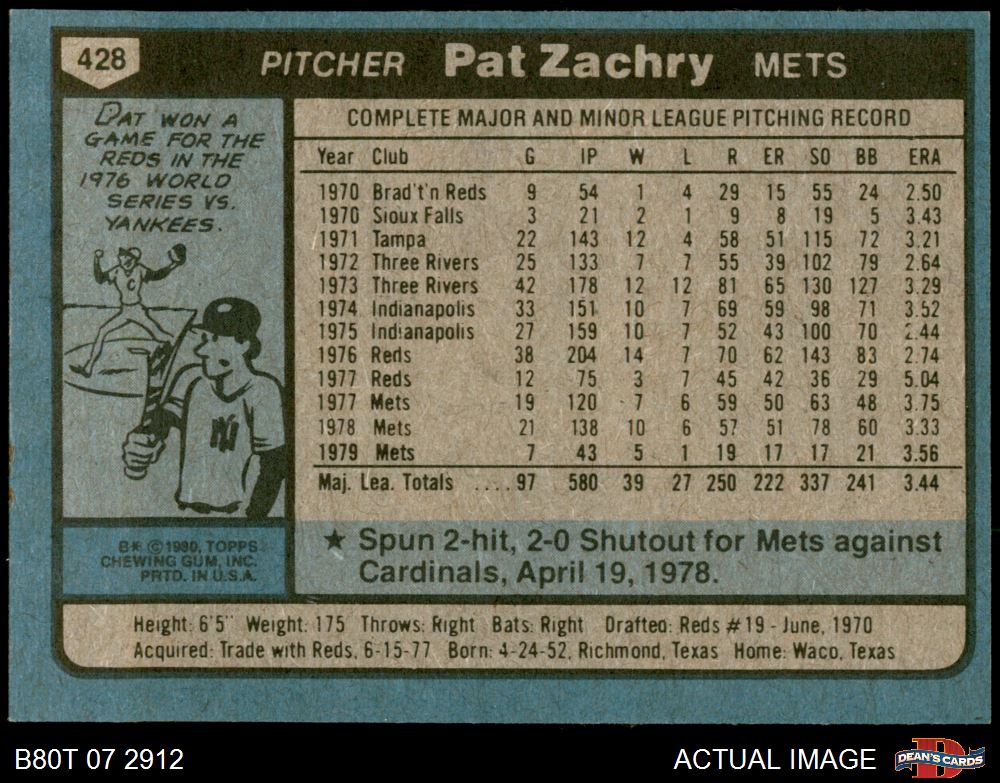 428
PITCHER Pat Zachry METS
PAT WON A
GAME FOR THE
REDS IN THE
1976 WORLD
SERIES VS.
YANKEES.
C
NY
B* © 1980, TOPPS
CHEWING GUM, INC.
PRTD. IN U.S.A.
COMPLETE MAJOR AND MINOR LEAGUE PITCHING RECORD
Year Club G IP W L R ER SO BB ERA
1970 Brad't'n Reds 9 54 1 4 29 15 55 24 2.50
1970 Sioux Falls 3 21 2 1 9 8 19 5 3.43
1971 Tampa 22 143 12 4 58 51 115 72 3.21
1972 Three Rivers 25 133 7 7 55 39 102 79 2.64
1973 Three Rivers 42 178 12 12 81 65 130 127 3.29
1974 Indianapolis 33 151 10 7 69 59 98 71 3.52
1975 Indianapolis 27 159 10 7 52 43 100 70 2.44
1976 Reds 38 204 14 7 70 62 143 83 2.74
1977 Reds 12 75 3 7 45 42 36 29 5.04
1977 Mets 19 120 7 6 59 50 63 48 3.75
1978 Mets 21 138 10 6 57 51 78 60 3.33
1979 Mets 7 43 5 1 19 17 17 21 3.56
Maj. Lea. Totals ....97 580 39 27 250 222 337 241 3.44
★ Spun 2-hit, 2-0 Shutout for Mets against
Cardinals, April 19, 1978.
Height: 6'5" Weight: 175 Throws: Right Bats: Right Drafted: Reds #19 - June, 1970
Acquired: Trade with Reds, 6-15-77 Born: 4-24-52, Richmond, Texas Home: Waco, Texas
B80T 07 2912 ACTUAL IMAGE
D
DEAN'S CARDS